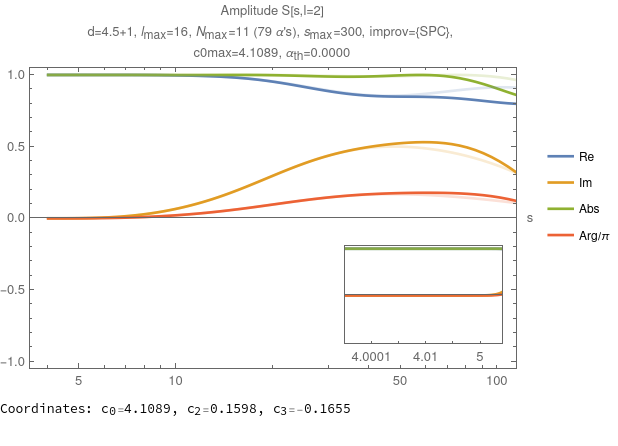 Amplitude S[s,l=2]
d=4.5+1, lmax=16, Nmax=11 (79 α's), smax=300, improv={SPC},
c0max=4.1089, αth=0.0000
1.0
0.5
0.0
-0.5
-1.0
s
Re
Im
Abs
Arg/π
4.0001 4.01 5
5 10 50 100
Coordinates: c0=4.1089, c2=0.1598, c3=-0.1655